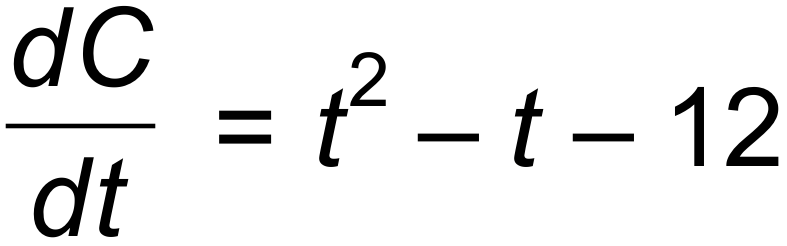 dC/dt = t² – t – 12